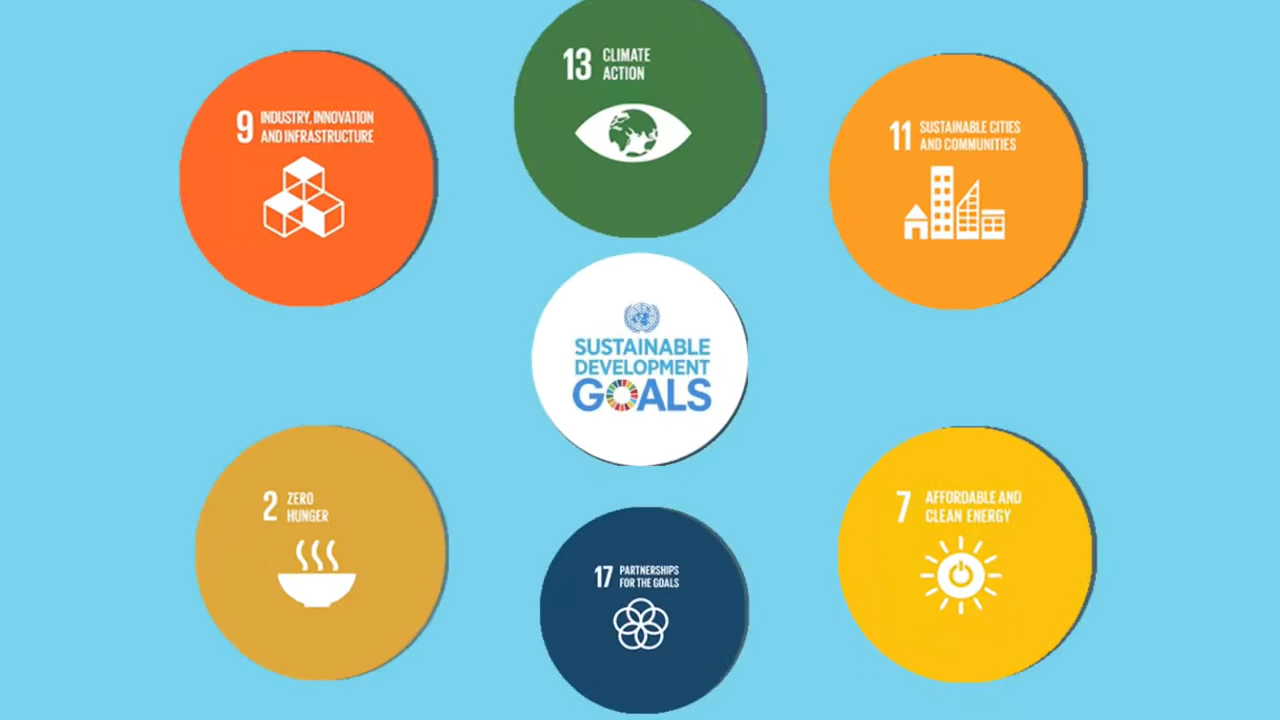 13 CLIMATE
ACTION
9 INDUSTRY, INNOVATION
AND INFRASTRUCTURE
11 SUSTAINABLE CITIES
AND COMMUNITIES
SUSTAINABLE
DEVELOPMENT
GOALS
2 ZERO
HUNGER
7 AFFORDABLE AND
CLEAN ENERGY
17 PARTNERSHIPS
FOR THE GOALS